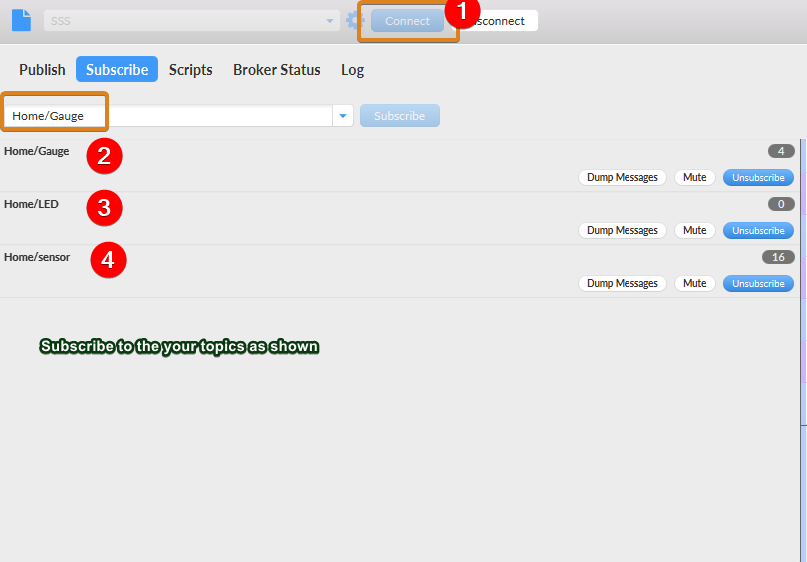 SSS Connect 1 sconnect
Publish Subscribe Scripts Broker Status Log
Home/Gauge Subscribe
Home/Gauge 2 4
Dump Messages Mute Unsubscribe
Home/LED 3 0
Dump Messages Mute Unsubscribe
Home/sensor 4 16
Dump Messages Mute Unsubscribe
Subscribe to the your topics as shown